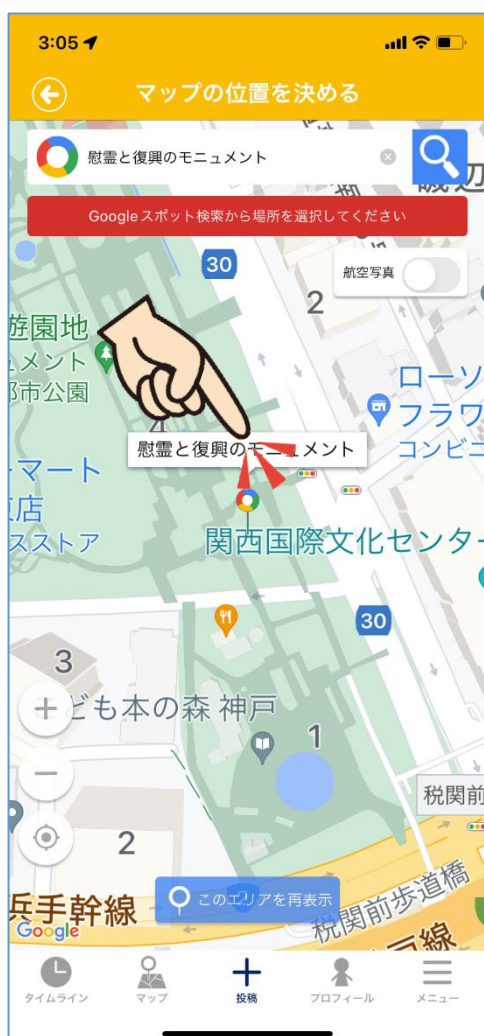 3:05
マップの位置を決める
慰霊と復興のモニュメント
Googleスポット検索から場所を選択してください
航空写真
30
2
遊園地
メント
都市公園
4
ローソ
フラワ
コンビニ
慰霊と復興のモニュメント
ーマート
店
スストア
関西国際文化センター
30
3
ども本の森 神戸
1
税関前
2
このエリアを再表示
浜手幹線
税関前歩道橋
Google
タイムライン
マップ
投稿
プロフィール
メニュー